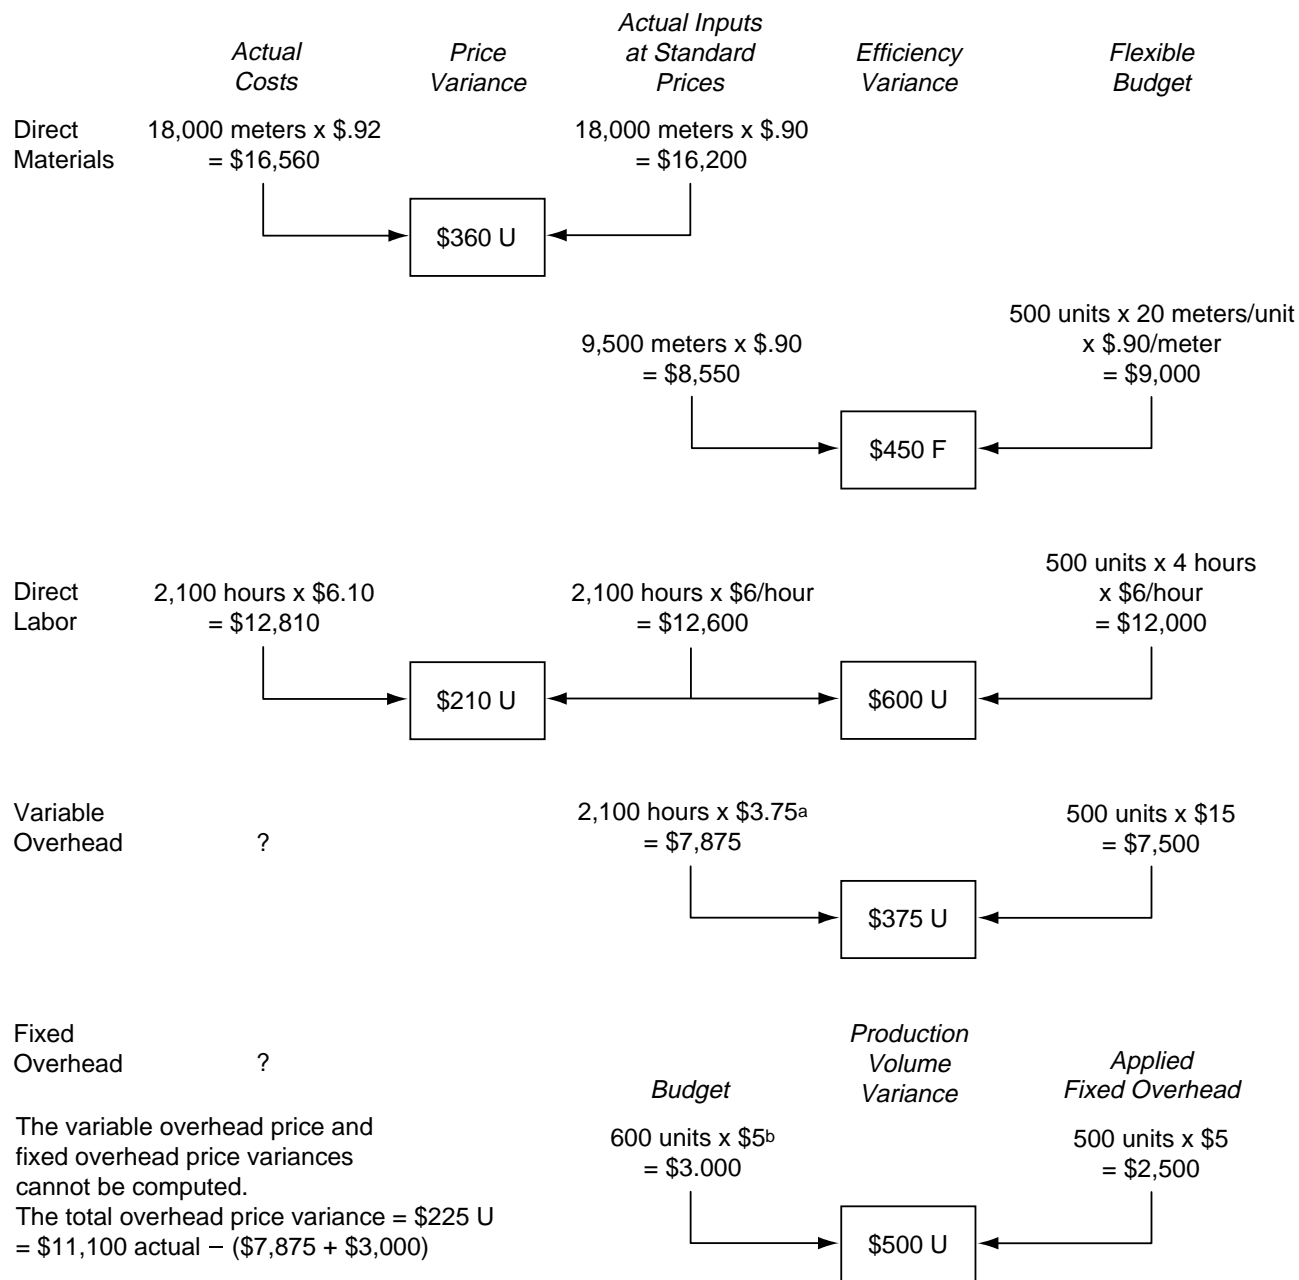 Actual
Costs
Price
Variance
Actual Inputs
at Standard
Prices
Efficiency
Variance
Flexible
Budget
Direct
Materials
18,000 meters x $.92
= $16,560
18,000 meters x $.90
= $16,200
$360 U
9,500 meters x $.90
= $8,550
500 units x 20 meters/unit
x $.90/meter
= $9,000
$450 F
Direct
Labor
2,100 hours x $6.10
= $12,810
2,100 hours x $6/hour
= $12,600
500 units x 4 hours
x $6/hour
= $12,000
$210 U
$600 U
Variable
Overhead
?
2,100 hours x $3.75a
= $7,875
500 units x $15
= $7,500
$375 U
Fixed
Overhead
?
Budget
Production
Volume
Variance
Applied
Fixed Overhead
600 units x $5b
= $3.000
500 units x $5
= $2,500
$500 U
The variable overhead price and
fixed overhead price variances
cannot be computed.
The total overhead price variance = $225 U
= $11,100 actual – ($7,875 + $3,000)